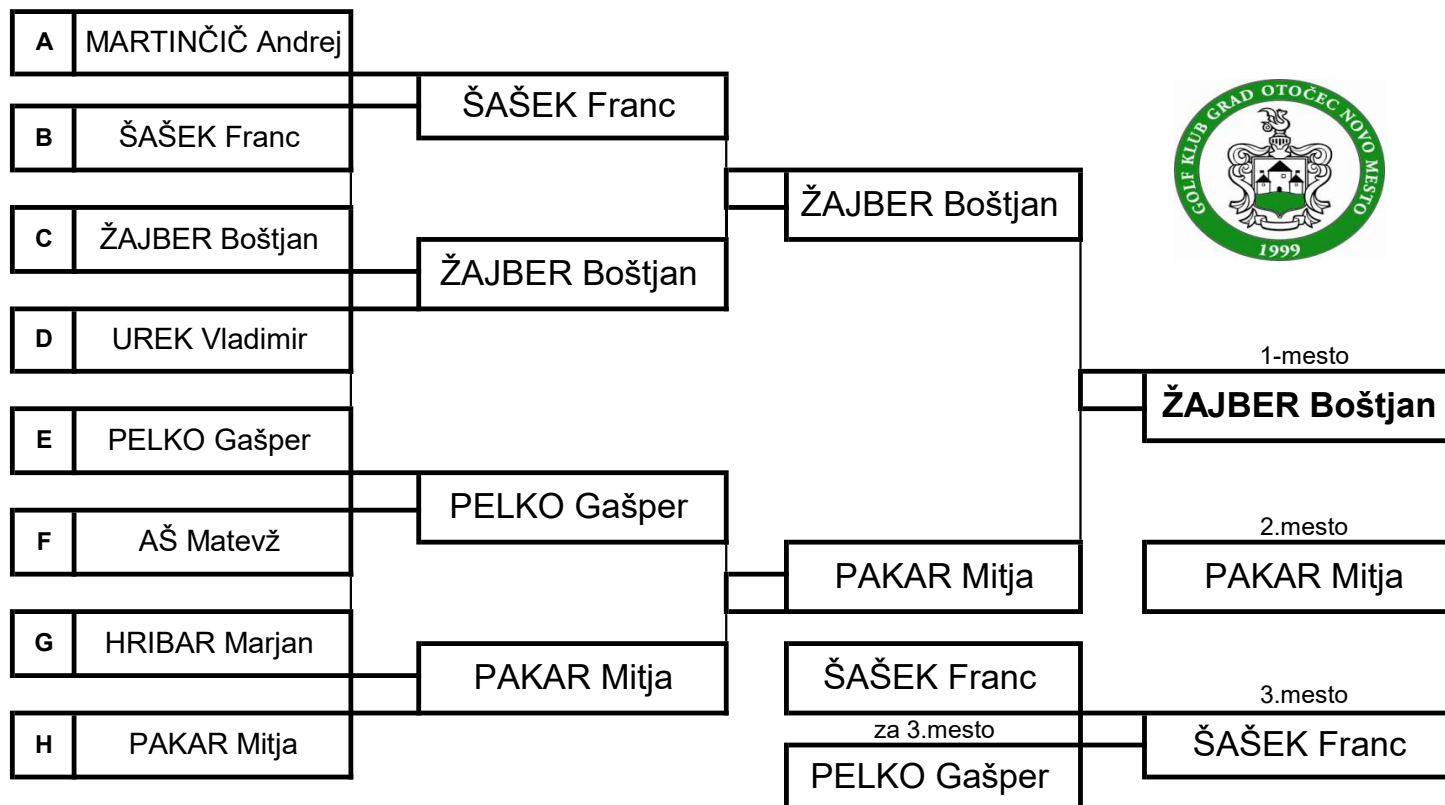 A MARTINČIČ Andrej
B ŠAŠEK Franc
C ŽAJBER Boštjan
D UREK Vladimir
E PELKO Gašper
F AŠ Matevž
G HRIBAR Marjan
H PAKAR Mitja
ŠAŠEK Franc
ŽAJBER Boštjan
PELKO Gašper
PAKAR Mitja
ŽAJBER Boštjan
PAKAR Mitja
ŠAŠEK Franc
za 3.mesto
PELKO Gašper
GOLF KLUB GRAD OTOČEC NOVO MESTO
1999
1-mesto
ŽAJBER Boštjan
2.mesto
PAKAR Mitja
3.mesto
ŠAŠEK Franc